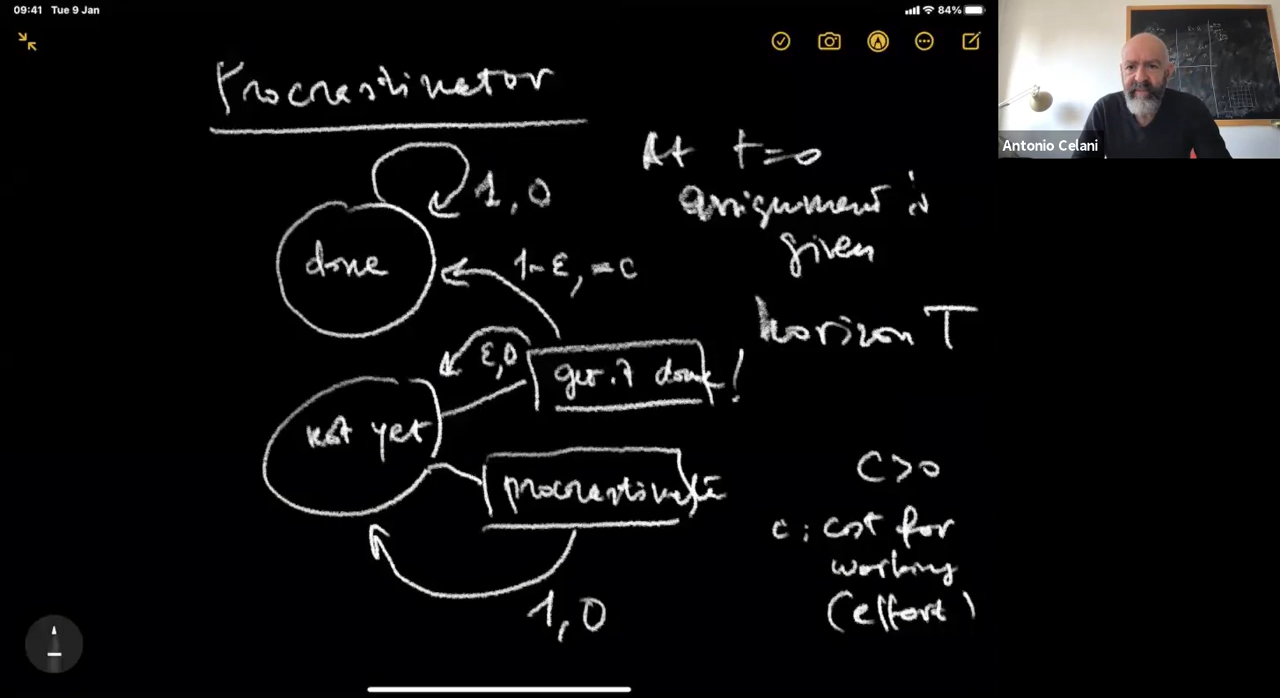 09:41 Tue 9 Jan
84%
Procrastinator
Antonio Celani
At t=0
assignment is
given
1, 0
done
1-ε, -c
horizon T
ε,0
get it done!
not yet
procrastinate
C>0
c: cost for
working
(effort)
1,0